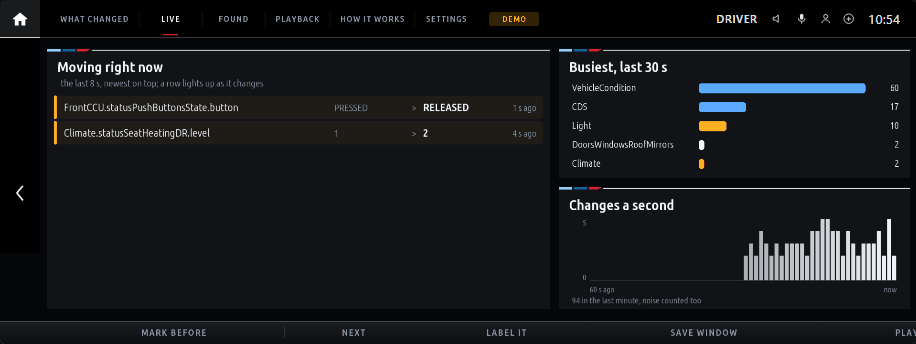 WHAT CHANGED LIVE FOUND PLAYBACK HOW IT WORKS SETTINGS DEMO DRIVER 10:54
Moving right now
the last 8 s, newest on top; a row lights up as it changes
FrontCCU.statusPushButtonsState.button PRESSED > RELEASED 1 s ago
Climate.statusSeatHeatingDR.level 1 > 2 4 s ago
Busiest, last 30 s
VehicleCondition 60
CDS 17
Light 10
DoorsWindowsRoofMirrors 2
Climate 2
Changes a second
5
0
60 s ago now
94 in the last minute, noise counted too
MARK BEFORE NEXT LABEL IT SAVE WINDOW PLAY